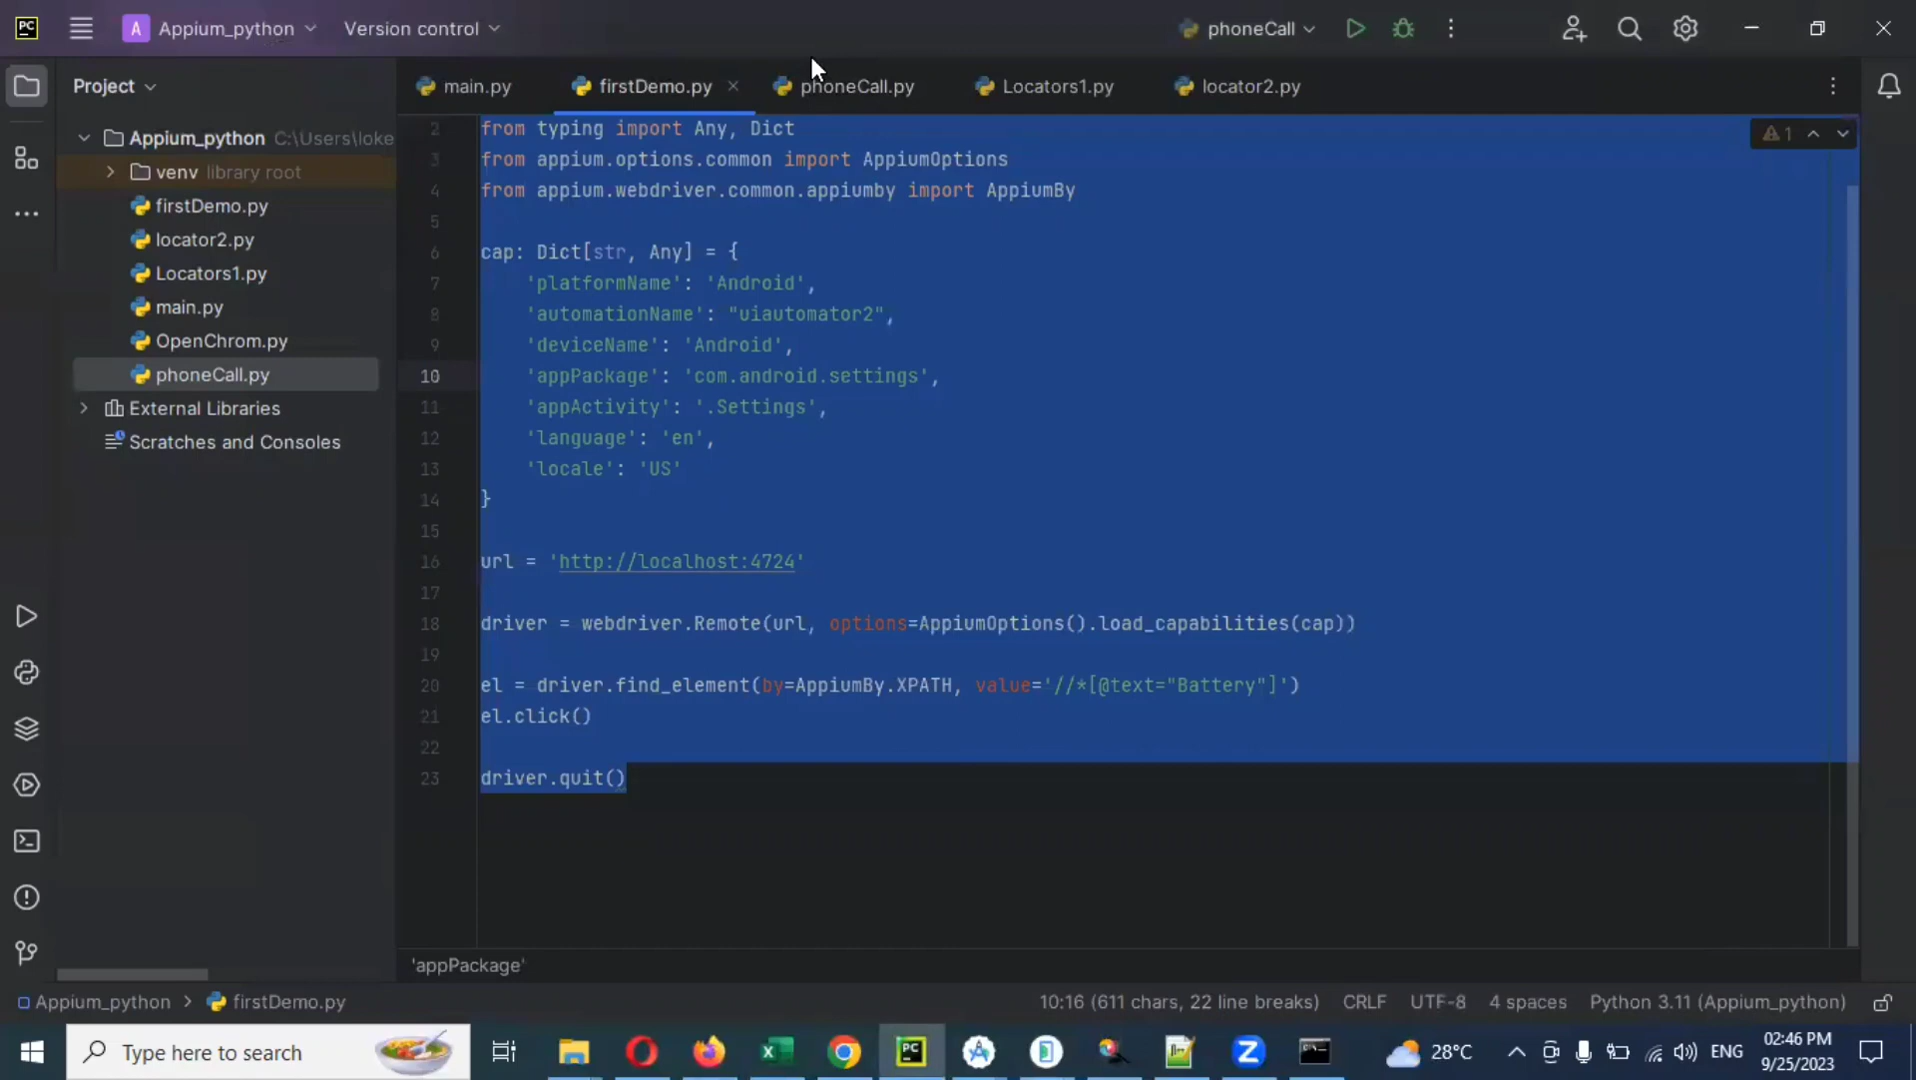 PC
A Appium_python
Version control
phoneCall
Project
main.py
firstDemo.py
phoneCall.py
Locators1.py
locator2.py
Appium_python C:\Users\loke
venv library root
firstDemo.py
locator2.py
Locators1.py
main.py
OpenChrom.py
phoneCall.py
External Libraries
Scratches and Consoles
1
2 from typing import Any, Dict
3 from appium.options.common import AppiumOptions
4 from appium.webdriver.common.appiumby import AppiumBy
5
6 cap: Dict[str, Any] = {
7 'platformName': 'Android',
8 'automationName': "uiautomator2",
9 'deviceName': 'Android',
10 'appPackage': 'com.android.settings',
11 'appActivity': '.Settings',
12 'language': 'en',
13 'locale': 'US'
14 }
15
16 url = 'http://localhost:4724'
17
18 driver = webdriver.Remote(url, options=AppiumOptions().load_capabilities(cap))
19
20 el = driver.find_element(by=AppiumBy.XPATH, value='//*[@text="Battery"]')
21 el.click()
22
23 driver.quit()
'appPackage'
Appium_python > firstDemo.py
10:16 (611 chars, 22 line breaks)
CRLF
UTF-8
4 spaces
Python 3.11 (Appium_python)
Type here to search
PC
28°C
ENG
02:46 PM
9/25/2023